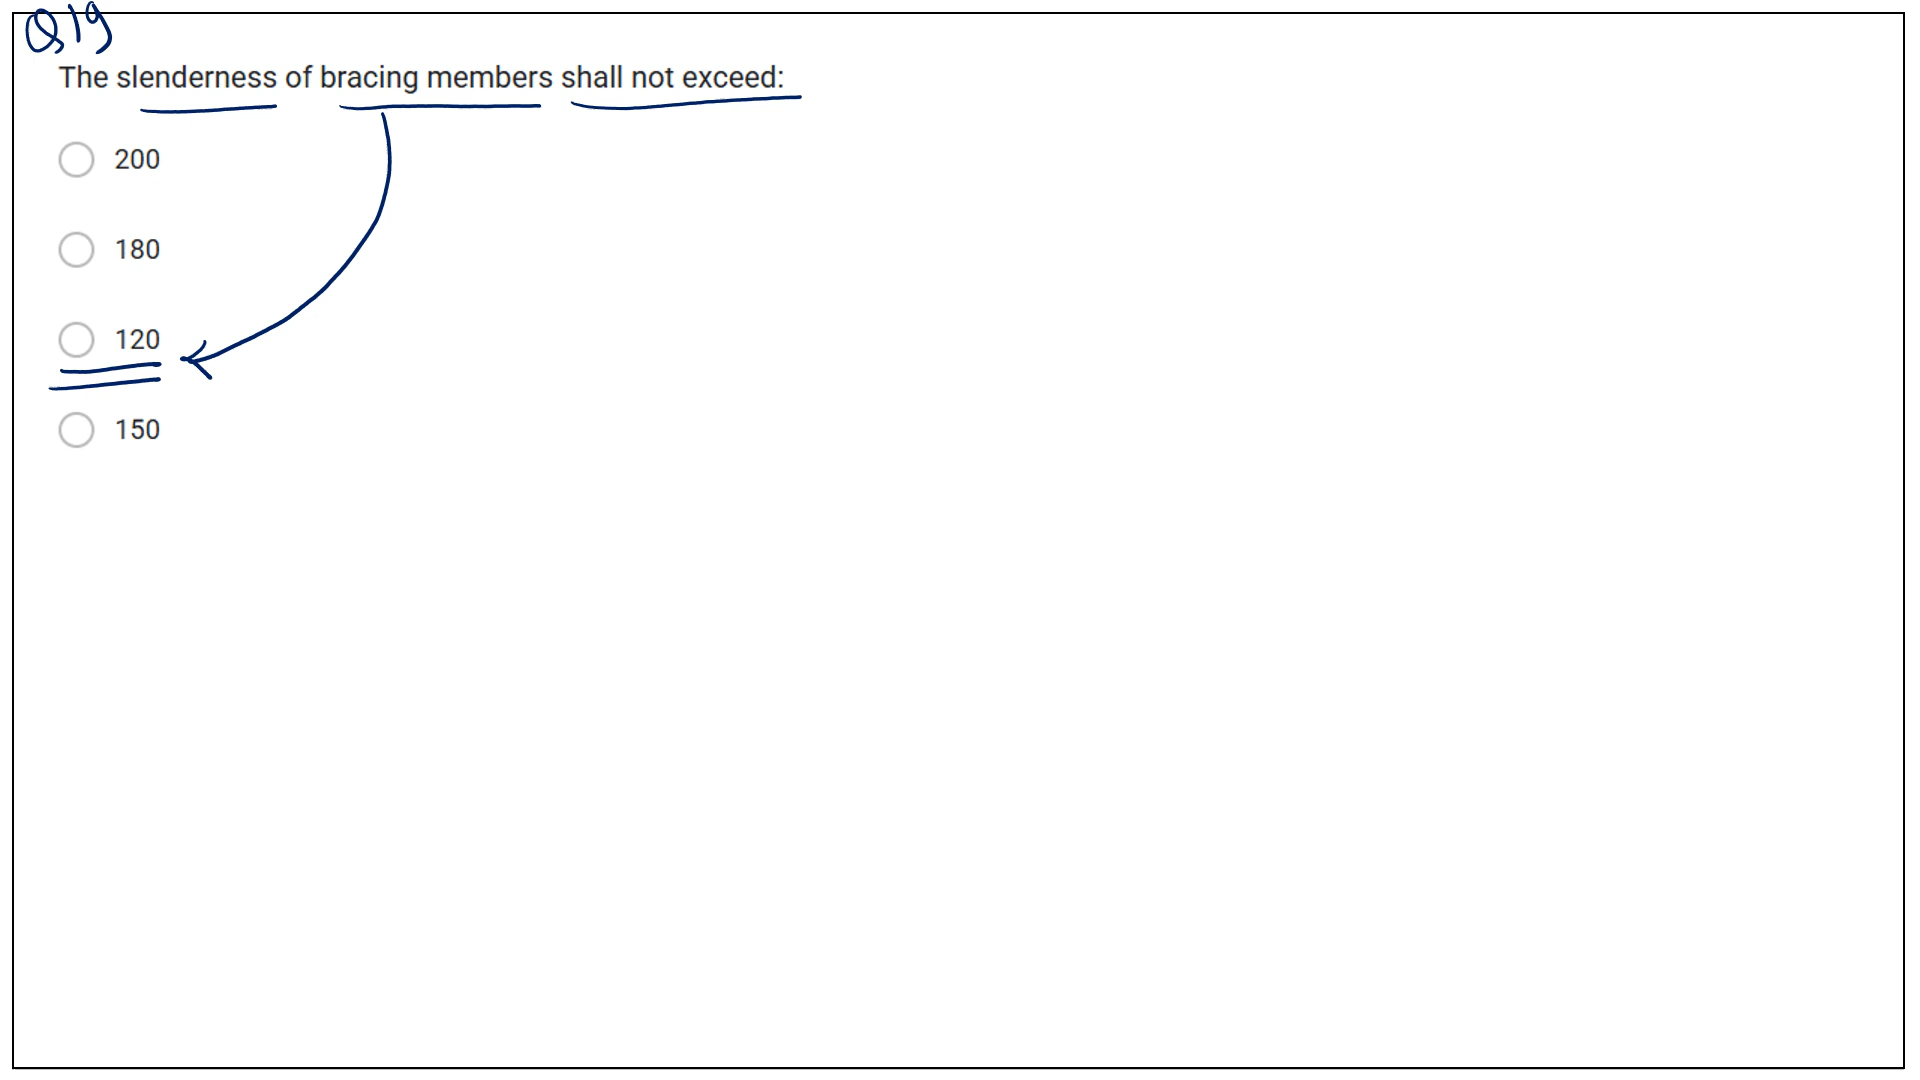 Q19
The slenderness of bracing members shall not exceed:
200
180
120
150